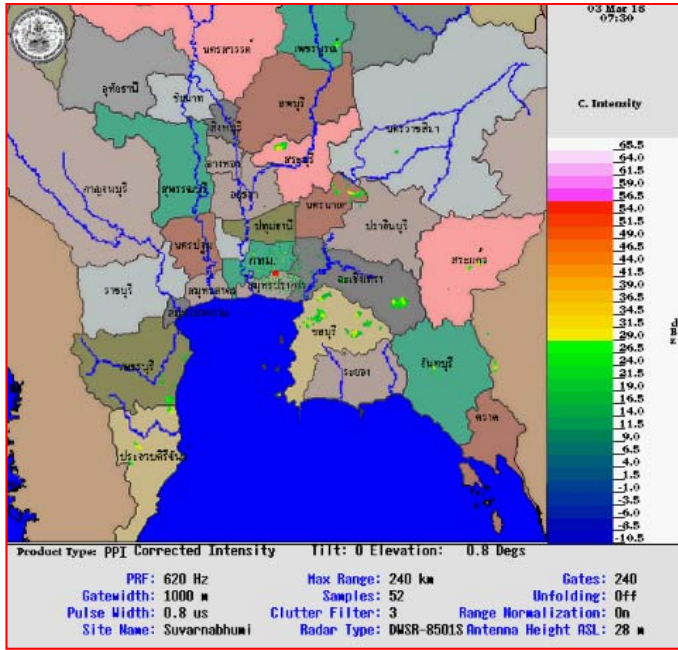 03 Mar 18
07:30
C. Intensity
นครสวรรค์
เพชรบูรณ์
อุทัยธานี
ชัยนาท
ลพบุรี
สิงห์บุรี
นครราชสีมา
อ่างทอง
สระบุรี
กาญจนบุรี
สุพรรณบุรี
อยุธยา
นครนายก
ปราจีนบุรี
ปทุมธานี
นครปฐม
กทม.
สระแก้ว
ฉะเชิงเทรา
ราชบุรี
สมุทรสาคร
สมุทรปราการ
ชลบุรี
เพชรบุรี
ระยอง
จันทบุรี
ตราด
ประจวบคีรีขันธ์
65.5
64.0
61.5
59.0
56.5
54.0
51.5
49.0
46.5
44.0
41.5
39.0
36.5
34.0
31.5
29.0
26.5
24.0
21.5
19.0
16.5
14.0
11.5
9.0
6.5
4.0
1.5
-1.0
-3.5
-6.0
-8.5
-10.5
Product Type: PPI Corrected Intensity Tilt: 0 Elevation: 0.8 Degs
PRF: 620 Hz Max Range: 240 km Gates: 240
Gatewidth: 1000 m Samples: 52 Unfolding: Off
Pulse Width: 0.8 us Clutter Filter: 3 Range Normalization: On
Site Name: Suvarnabhumi Radar Type: DWSR-8501S Antenna Height ASL: 28 m